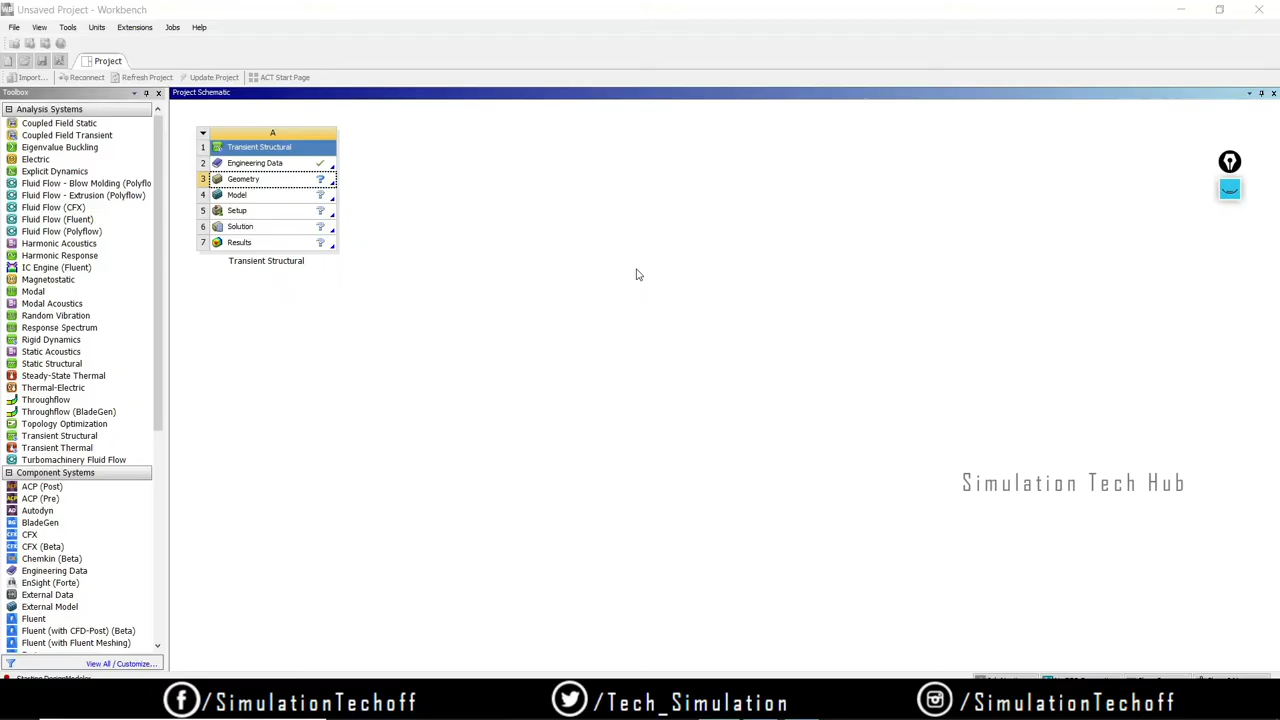 Unsaved Project - Workbench
File View Tools Units Extensions Jobs Help
Project
Import... Reconnect Refresh Project Update Project ACT Start Page
Toolbox
Analysis Systems
Coupled Field Static
Coupled Field Transient
Eigenvalue Buckling
Electric
Explicit Dynamics
Fluid Flow - Blow Molding (Polyflo
Fluid Flow - Extrusion (Polyflow)
Fluid Flow (CFX)
Fluid Flow (Fluent)
Fluid Flow (Polyflow)
Harmonic Acoustics
Harmonic Response
IC Engine (Fluent)
Magnetostatic
Modal
Modal Acoustics
Random Vibration
Response Spectrum
Rigid Dynamics
Static Acoustics
Static Structural
Steady-State Thermal
Thermal-Electric
Throughflow
Throughflow (BladeGen)
Topology Optimization
Transient Structural
Transient Thermal
Turbomachinery Fluid Flow
Component Systems
ACP (Post)
ACP (Pre)
Autodyn
BladeGen
CFX
CFX (Beta)
Chemkin (Beta)
Engineering Data
EnSight (Forte)
External Data
External Model
Fluent
Fluent (with CFD-Post) (Beta)
Fluent (with Fluent Meshing)
View All / Customize...
Project Schematic
A
1 Transient Structural
2 Engineering Data
3 Geometry ?
4 Model ?
5 Setup ?
6 Solution ?
7 Results ?
Transient Structural
Simulation Tech Hub
Starting DesignModeler
/SimulationTechoff /Tech_Simulation /SimulationTechoff